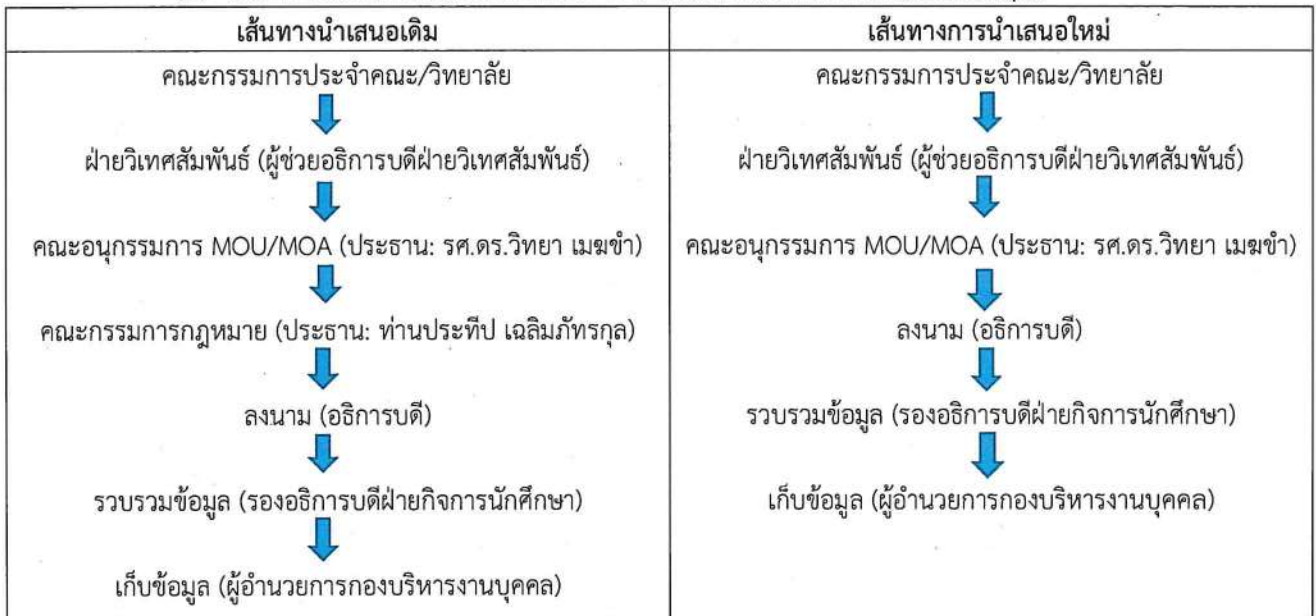 เส้นทางนำเสนอเดิม
คณะกรรมการประจำคณะ/วิทยาลัย
ฝ่ายวิเทศสัมพันธ์ (ผู้ช่วยอธิการบดีฝ่ายวิเทศสัมพันธ์)
คณะอนุกรรมการ MOU/MOA (ประธาน: รศ.ดร.วิทยา เมฆขำ)
คณะกรรมการกฎหมาย (ประธาน: ท่านประทีป เฉลิมภัทรกุล)
ลงนาม (อธิการบดี)
รวบรวมข้อมูล (รองอธิการบดีฝ่ายกิจการนักศึกษา)
เก็บข้อมูล (ผู้อำนวยการกองบริหารงานบุคคล)
เส้นทางการนำเสนอใหม่
คณะกรรมการประจำคณะ/วิทยาลัย
ฝ่ายวิเทศสัมพันธ์ (ผู้ช่วยอธิการบดีฝ่ายวิเทศสัมพันธ์)
คณะอนุกรรมการ MOU/MOA (ประธาน: รศ.ดร.วิทยา เมฆขำ)
ลงนาม (อธิการบดี)
รวบรวมข้อมูล (รองอธิการบดีฝ่ายกิจการนักศึกษา)
เก็บข้อมูล (ผู้อำนวยการกองบริหารงานบุคคล)